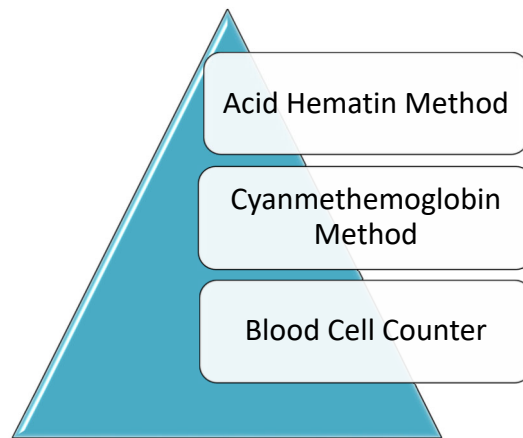 Acid Hematin Method
Cyanmethemoglobin
Method
Blood Cell Counter